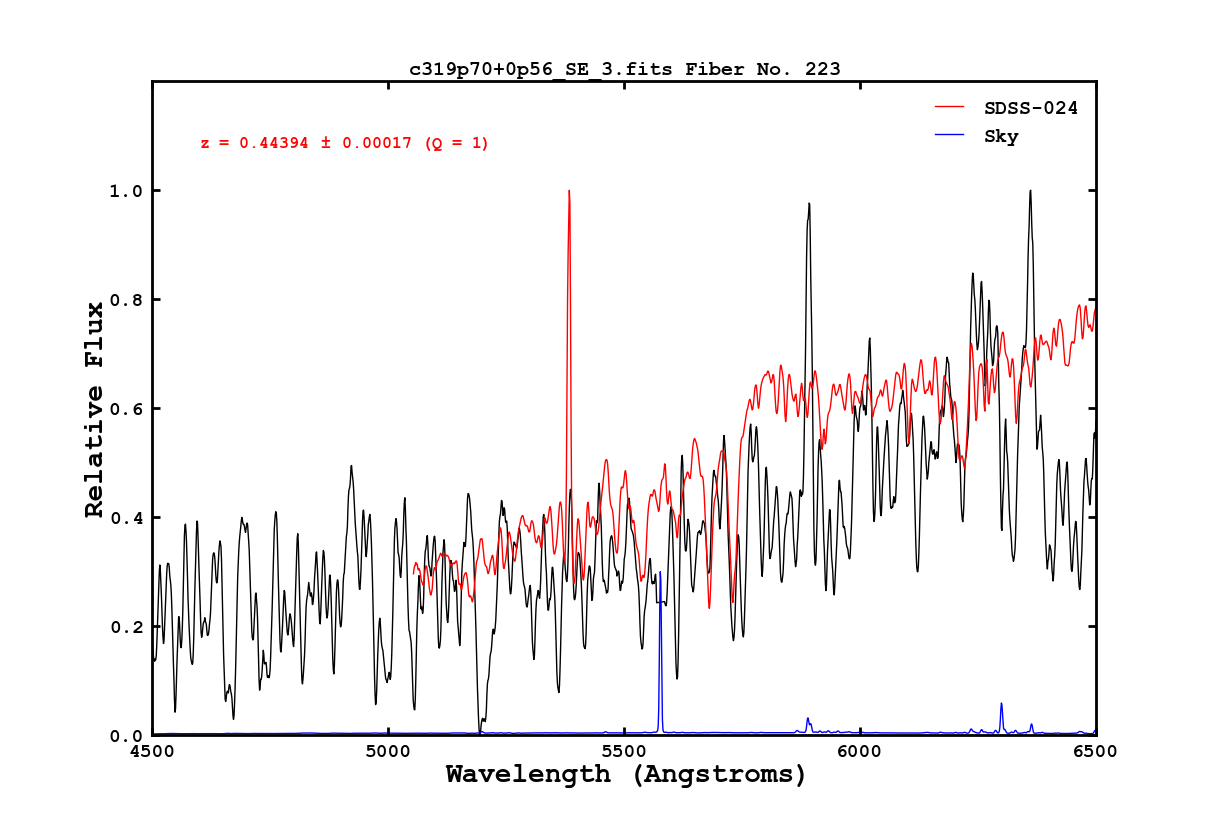 c319p70+0p56_SE_3.fits Fiber No. 223
SDSS-024
Sky
z = 0.44394 ± 0.00017 (Q = 1)
1.0
0.8
0.6
0.4
0.2
0.0
Relative Flux
4500 5000 5500 6000 6500
Wavelength (Angstroms)